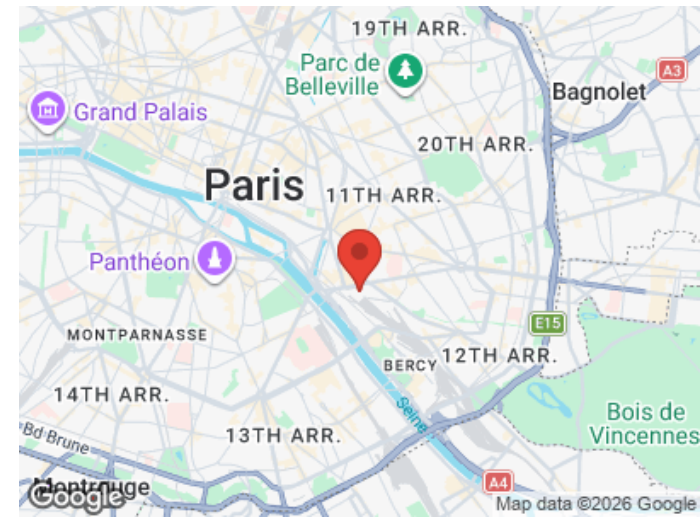 19TH ARR.
Parc de
Belleville
A3
Bagnolet
Grand Palais
20TH ARR.
Paris
11TH ARR.
Panthéon
E15
MONTPARNASSE
12TH ARR.
BERCY
14TH ARR.
Seine
Bois de
Vincennes
13TH ARR.
Bd Brune
Montrouge
Google
A4
Map data ©2026 Google